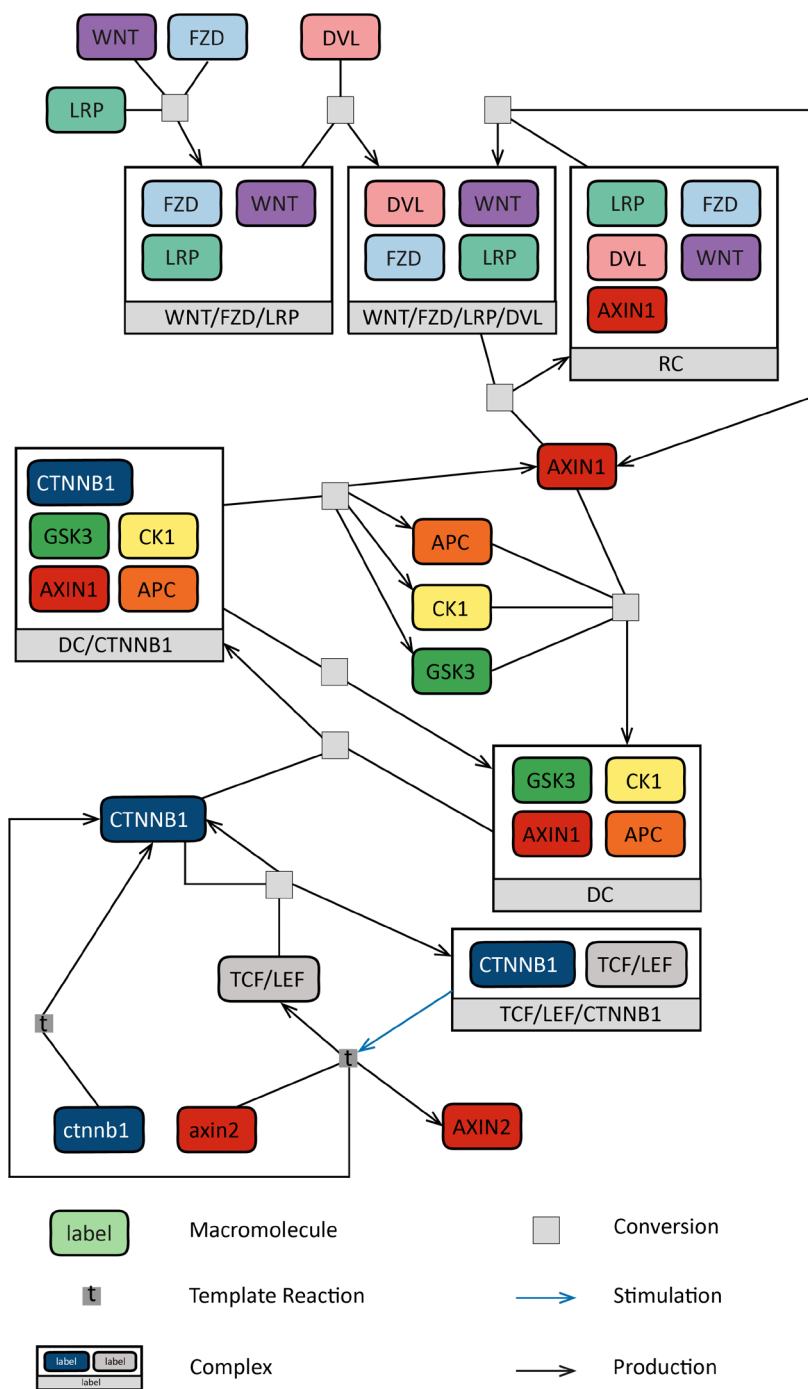 WNT FZD DVL
LRP
FZD WNT DVL WNT LRP FZD
LRP FZD LRP DVL WNT
AXIN1
WNT/FZD/LRP WNT/FZD/LRP/DVL
RC
AXIN1
CTNNB1
GSK3 CK1 APC
AXIN1 APC CK1
DC/CTNNB1
GSK3
GSK3 CK1
CTNNB1 AXIN1 APC
DC
TCF/LEF CTNNB1 TCF/LEF
TCF/LEF/CTNNB1
t
t
ctnnb1 axin2 AXIN2
label Macromolecule Conversion
t Template Reaction Stimulation
label label
label
Complex Production